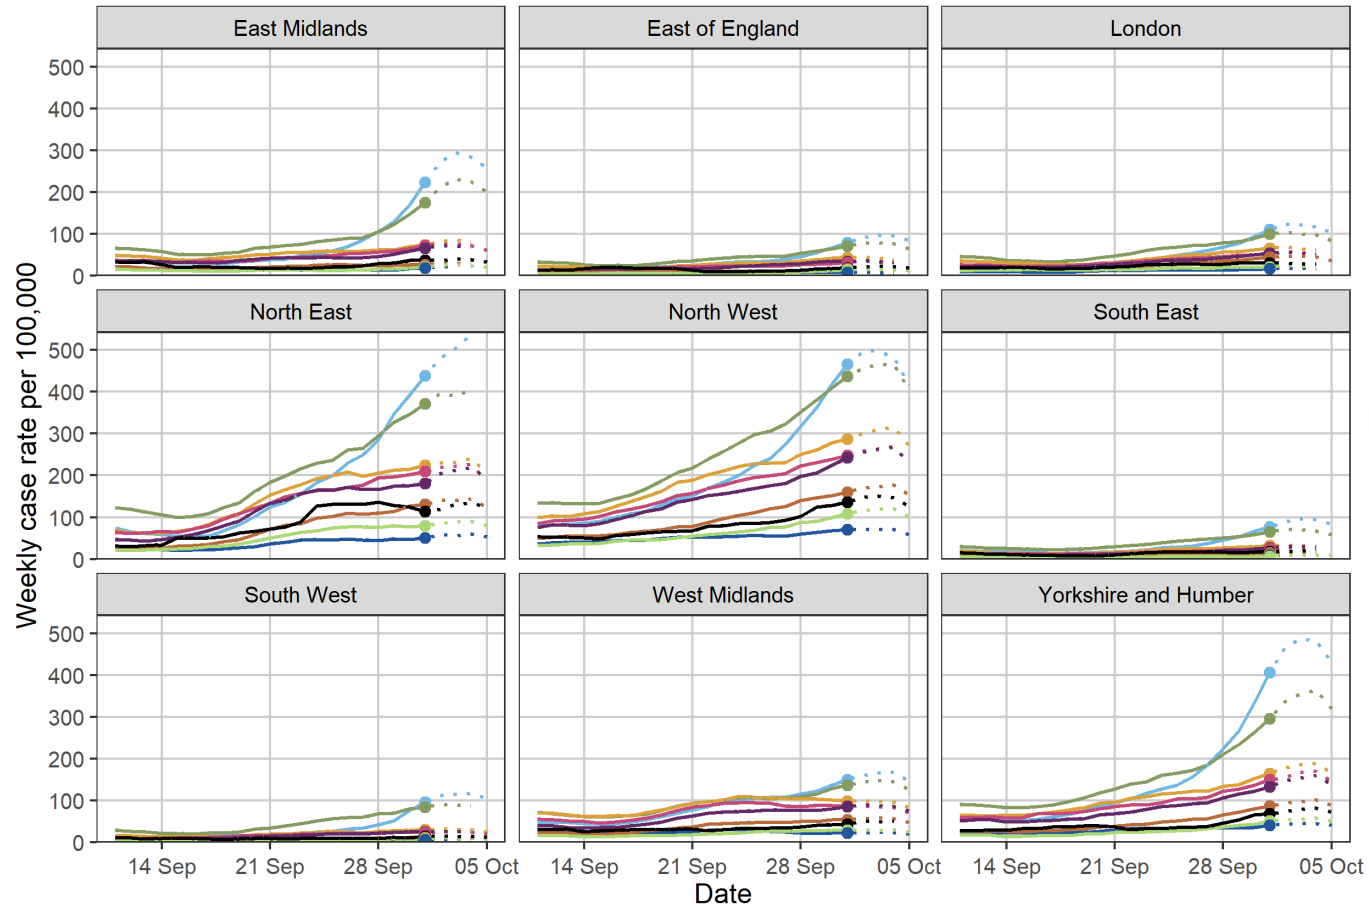 East Midlands
East of England
London
500
400
300
200
100
0
North East
North West
South East
500
400
300
200
100
0
South West
West Midlands
Yorkshire and Humber
500
400
300
200
100
0
14 Sep
21 Sep
28 Sep
05 Oct
14 Sep
21 Sep
28 Sep
05 Oct
14 Sep
21 Sep
28 Sep
05 Oct
Date
Weekly case rate per 100,000